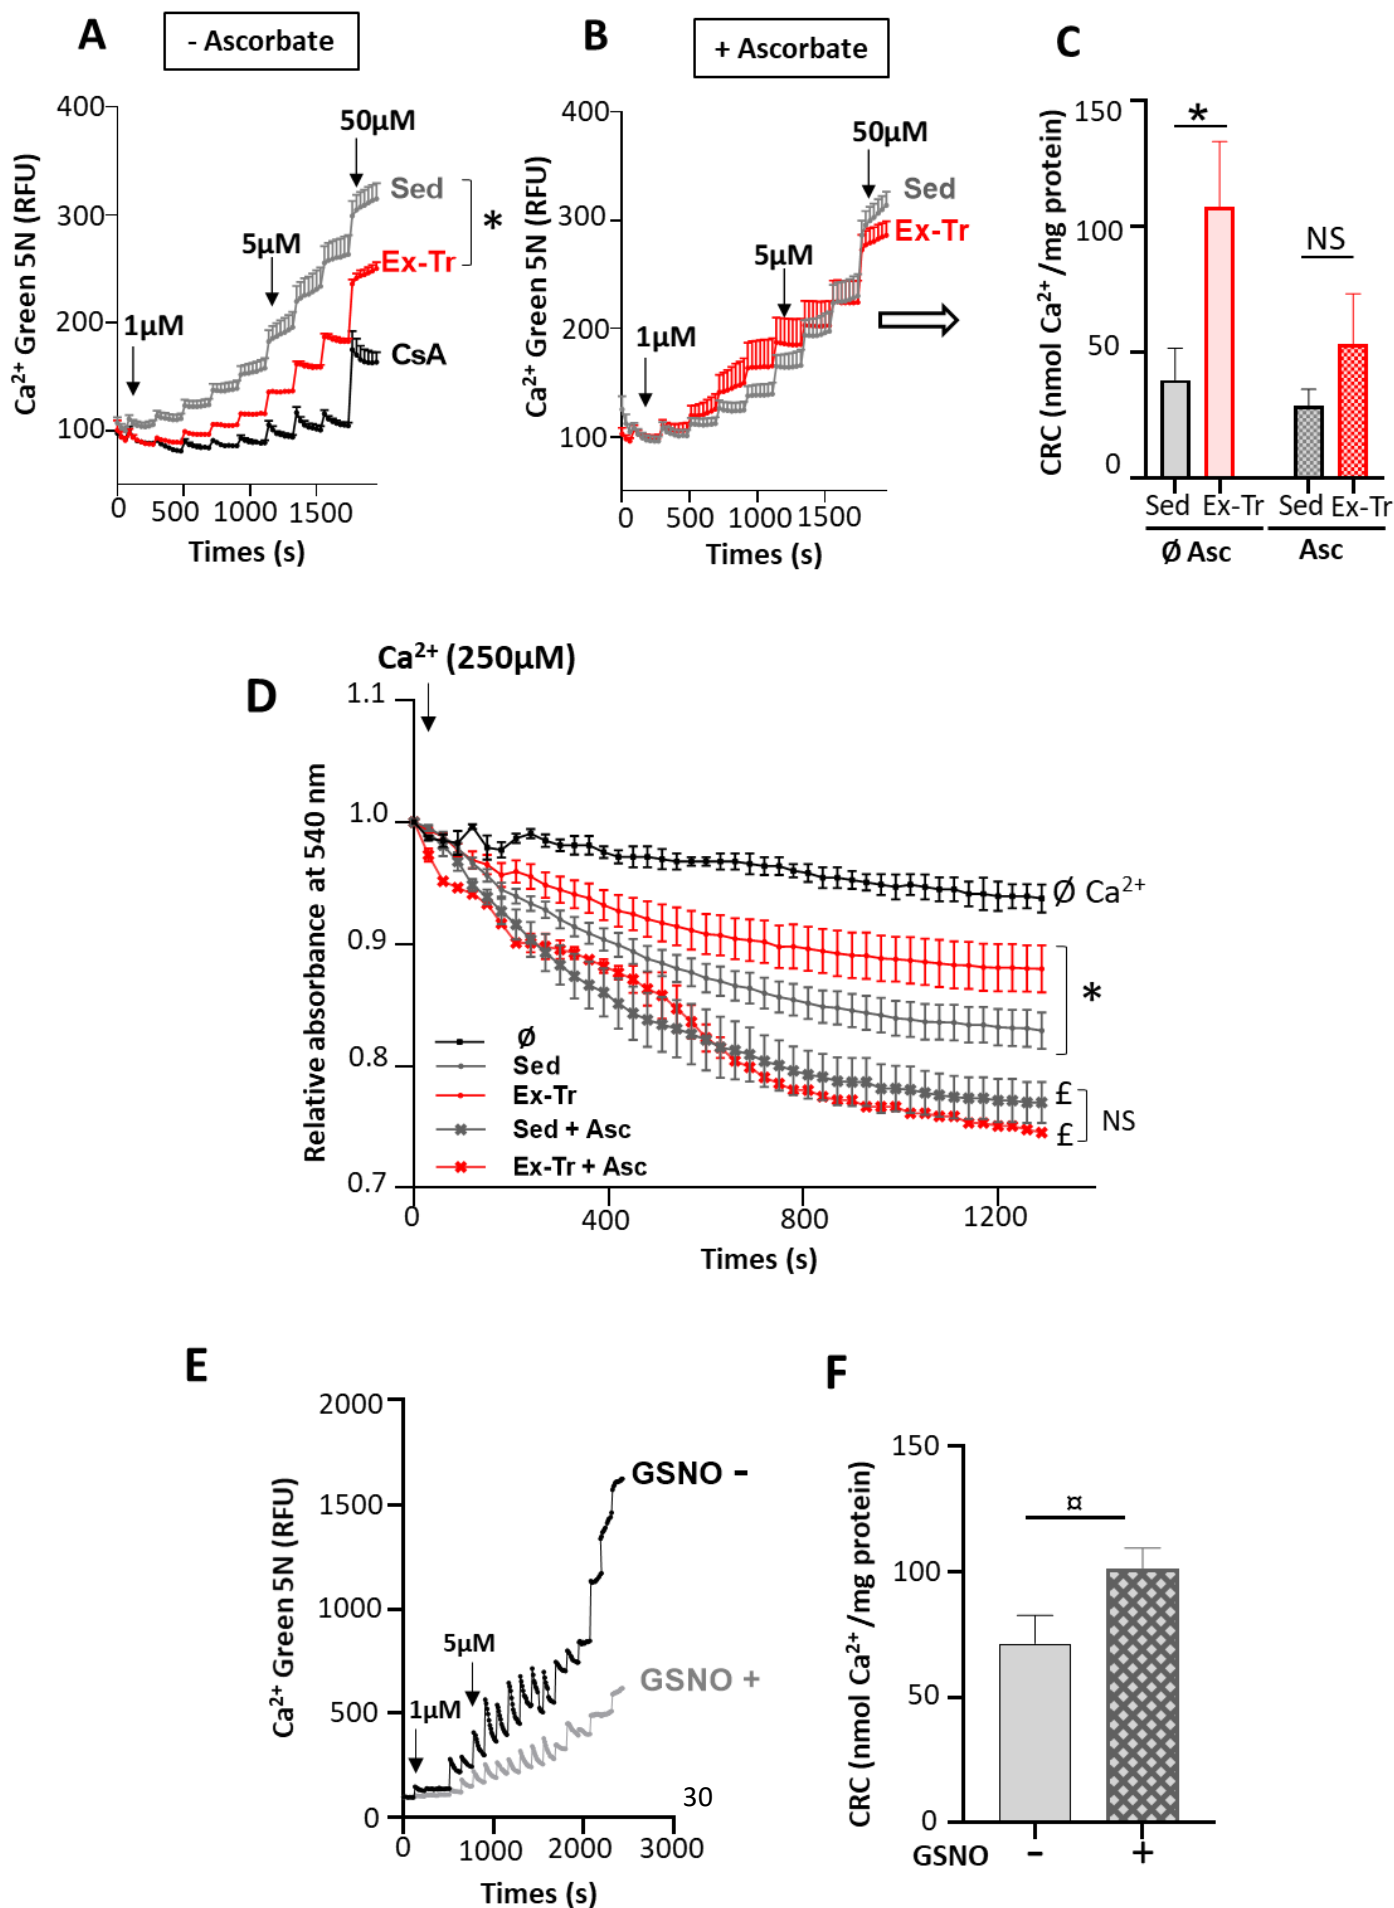 A
- Ascorbate
B
+ Ascorbate
C
Ca²⁺ Green 5N (RFU)
400
300
200
100
1µM
5µM
50µM
Sed
Ex-Tr
CsA
*
0 500 1000 1500
Times (s)
Ca²⁺ Green 5N (RFU)
400
300
200
100
1µM
5µM
50µM
Sed
Ex-Tr
0 500 1000 1500
Times (s)
CRC (nmol Ca²⁺/mg protein)
150
100
50
0
*
NS
Sed Ex-Tr Sed Ex-Tr
Ø Asc Asc
D
Ca²⁺ (250µM)
Relative absorbance at 540 nm
1.1
1.0
0.9
0.8
0.7
Ø Ca²⁺
*
£
£
NS
Ø
Sed
Ex-Tr
Sed + Asc
Ex-Tr + Asc
0 400 800 1200
Times (s)
E
Ca²⁺ Green 5N (RFU)
2000
1500
1000
500
0
1µM
5µM
GSNO -
GSNO +
30
0 1000 2000 3000
Times (s)
F
CRC (nmol Ca²⁺/mg protein)
150
100
50
0
¤
GSNO - +